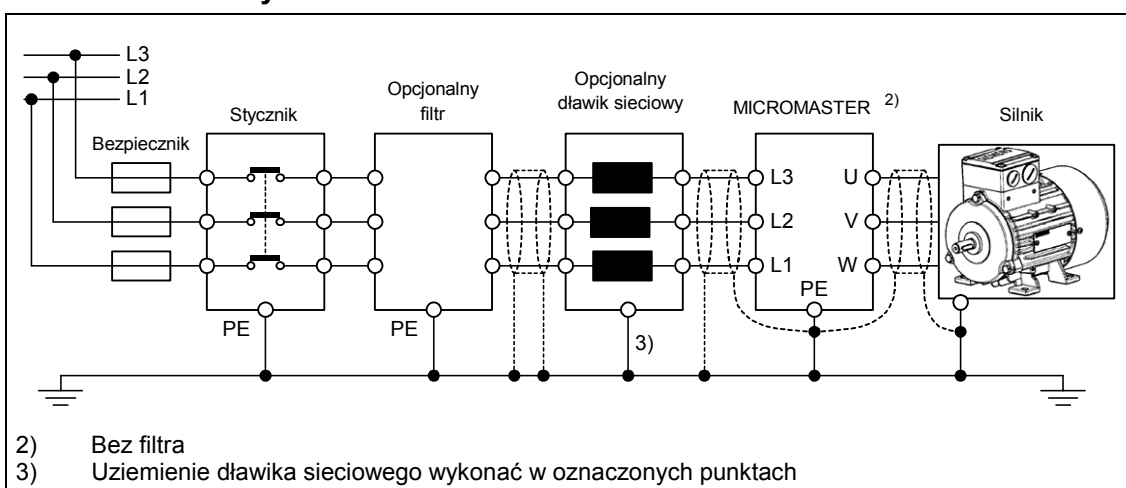 L3
L2
L1
Bezpiecznik
Stycznik
Opcjonalny
filtr
Opcjonalny
dławik sieciowy
MICROMASTER 2)
Silnik
L3
L2
L1
U
V
W
PE
PE
PE
3)
2) Bez filtra
3) Uziemienie dławika sieciowego wykonać w oznaczonych punktach